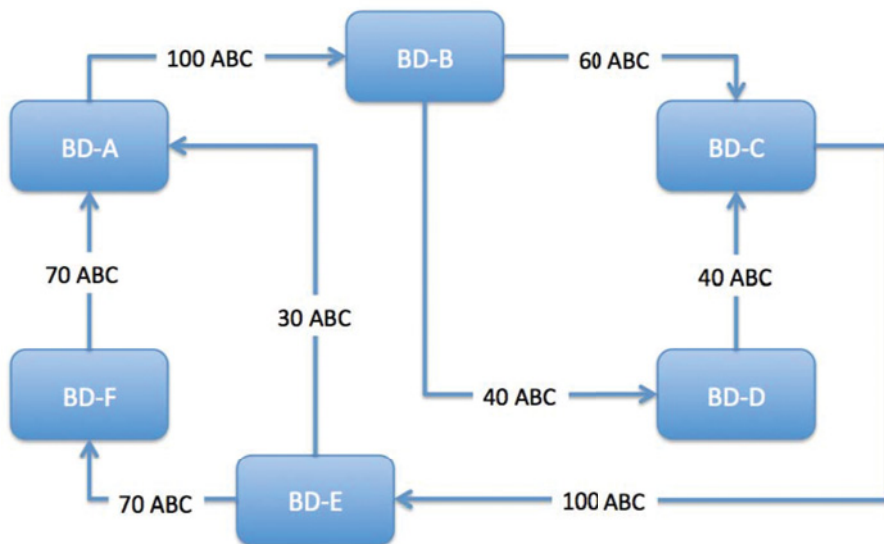 100 ABC
BD-B
60 ABC
BD-A
BD-C
70 ABC
30 ABC
40 ABC
BD-F
40 ABC
BD-D
70 ABC
BD-E
100 ABC